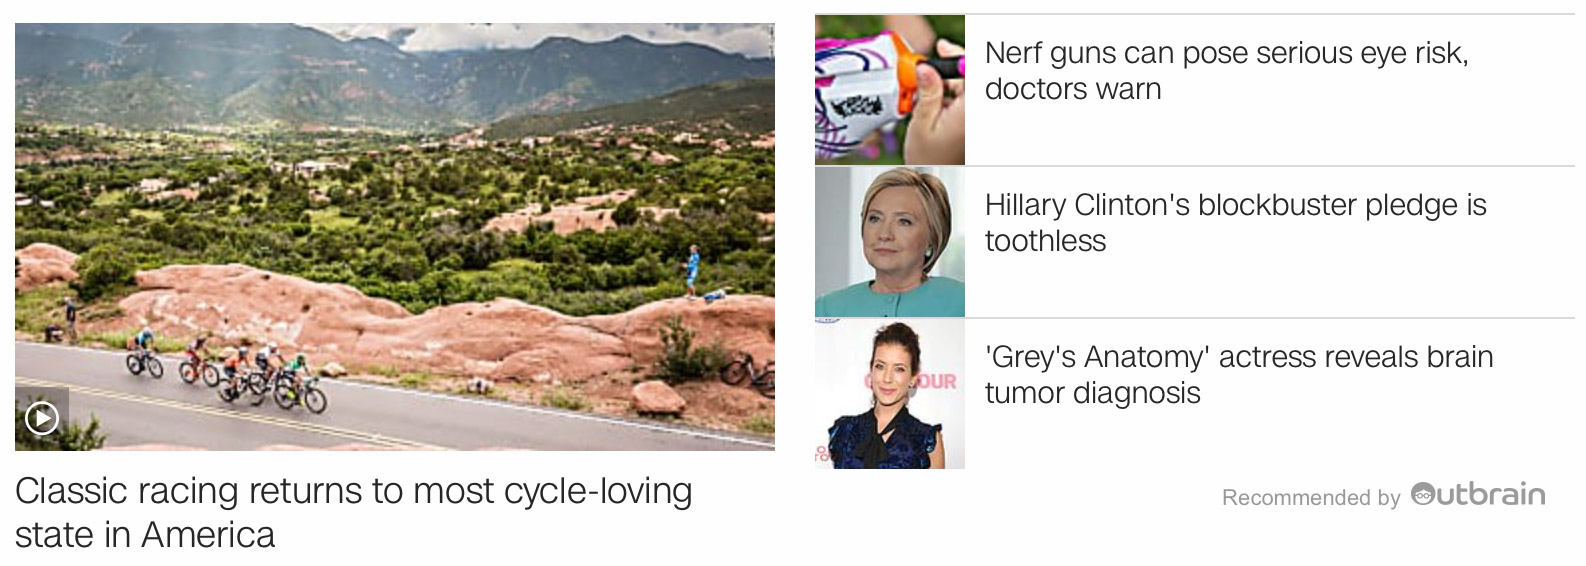 Classic racing returns to most cycle-loving
state in America
Nerf guns can pose serious eye risk,
doctors warn
Hillary Clinton's blockbuster pledge is
toothless
'Grey's Anatomy' actress reveals brain
tumor diagnosis
OUR
Recommended by Outbrain